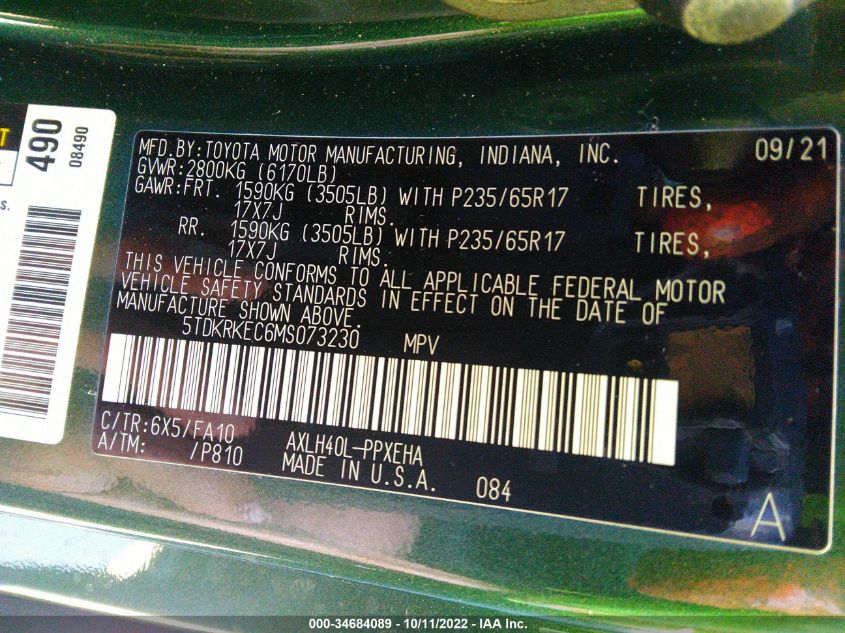 T
490
08490
s.
MFD.BY:TOYOTA MOTOR MANUFACTURING, INDIANA, INC. 09/21
GVWR:2800KG (6170LB)
GAWR:FRT. 1590KG (3505LB) WITH P235/65R17 TIRES,
17X7J RIMS.
RR. 1590KG (3505LB) WITH P235/65R17 TIRES,
17X7J RIMS.
THIS VEHICLE CONFORMS TO ALL APPLICABLE FEDERAL MOTOR
VEHICLE SAFETY STANDARDS IN EFFECT ON THE DATE OF
MANUFACTURE SHOWN ABOVE.
5TDKRKEC6MS073230 MPV
C/TR:6X5/FA10 AXLH40L-PPXEHA
A/TM: /P810 MADE IN U.S.A. 084
A
000-34684089 - 10/11/2022 - IAA Inc.